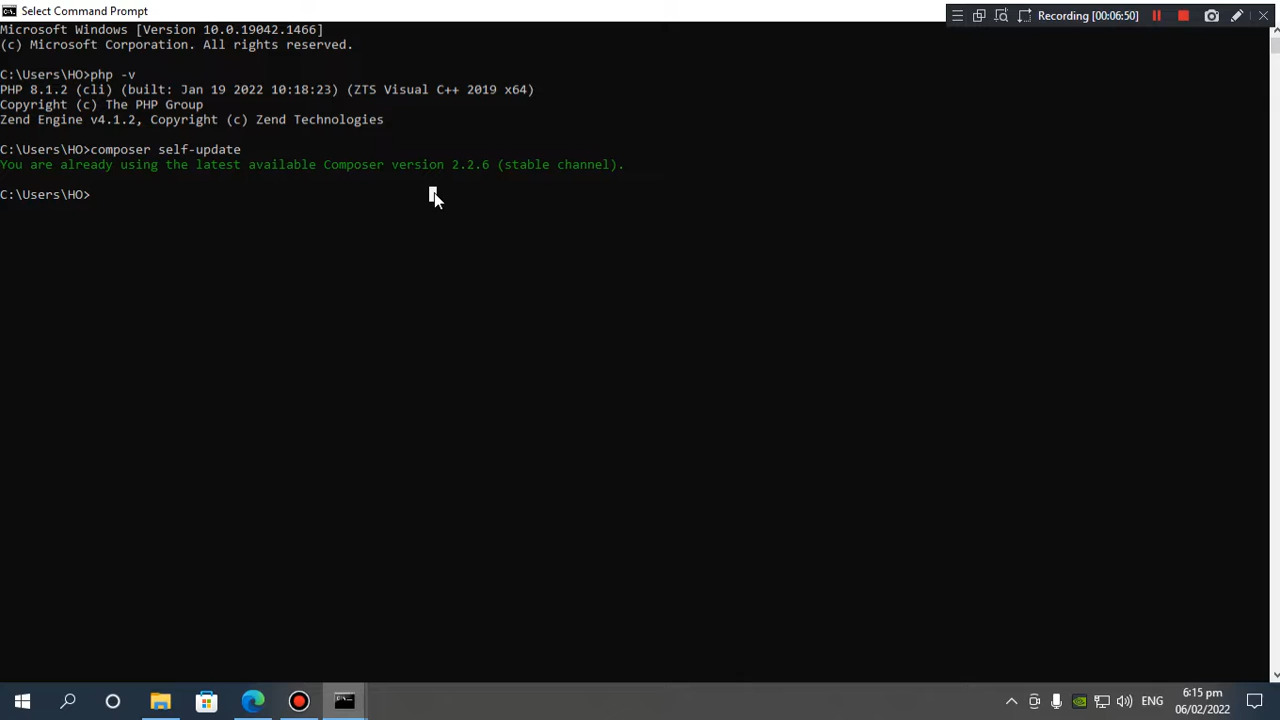 Select Command Prompt
Recording [00:06:50]
Microsoft Windows [Version 10.0.19042.1466]
(c) Microsoft Corporation. All rights reserved.
C:\Users\HO>php -v
PHP 8.1.2 (cli) (built: Jan 19 2022 10:18:23) (ZTS Visual C++ 2019 x64)
Copyright (c) The PHP Group
Zend Engine v4.1.2, Copyright (c) Zend Technologies
C:\Users\HO>composer self-update
You are already using the latest available Composer version 2.2.6 (stable channel).
C:\Users\HO>
ENG
6:15 pm
06/02/2022